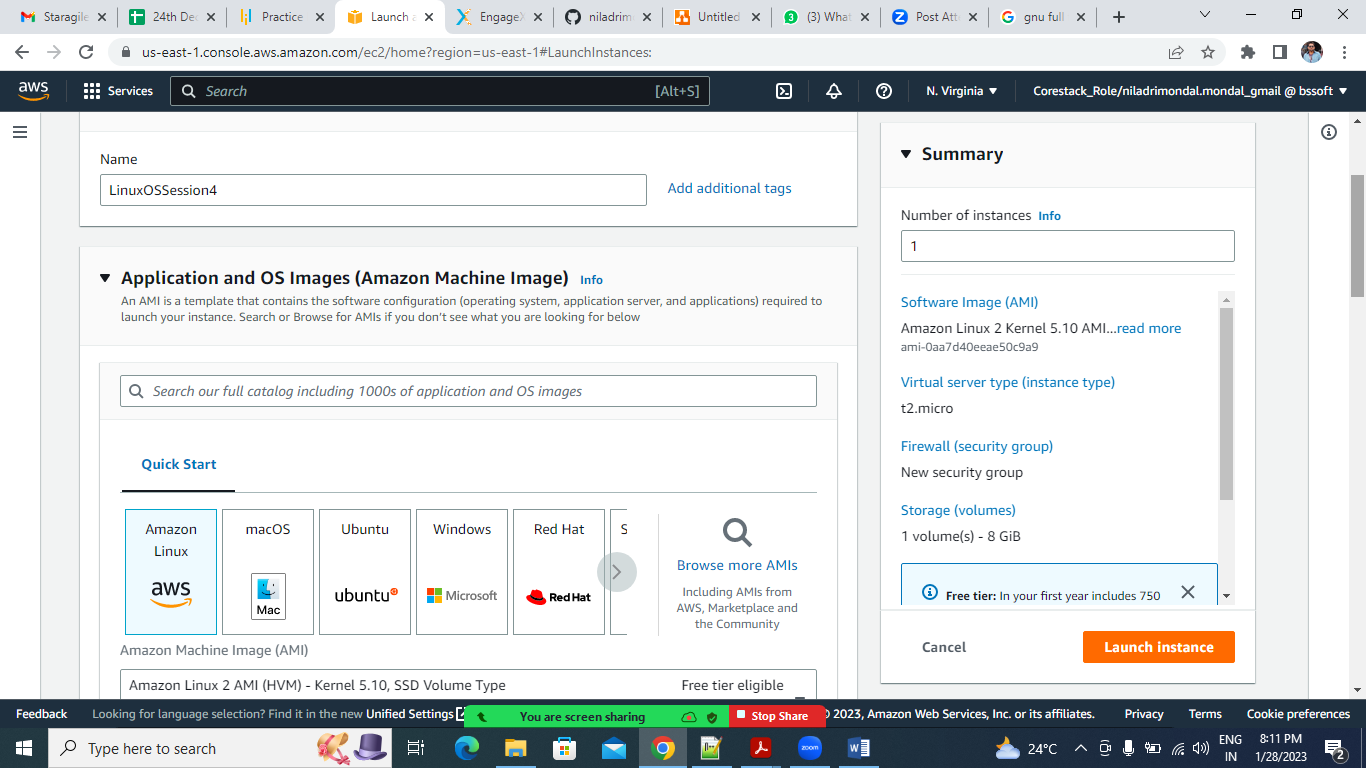 Staragile
24th De
Practice
Launch a
EngageX
niladrim
Untitled
(3) What
Post Att
gnu full
us-east-1.console.aws.amazon.com/ec2/home?region=us-east-1#LaunchInstances:
aws
Services
Search
[Alt+S]
N. Virginia
Corestack_Role/niladrimondal.mondal_gmail @ bssoft
Name
LinuxOSSession4
Add additional tags
Application and OS Images (Amazon Machine Image) Info
An AMI is a template that contains the software configuration (operating system, application server, and applications) required to
launch your instance. Search or Browse for AMIs if you don't see what you are looking for below
Search our full catalog including 1000s of application and OS images
Quick Start
Amazon
Linux
aws
macOS
Mac
Ubuntu
ubuntu
Windows
Microsoft
Red Hat
Red Hat
S
Browse more AMIs
Including AMIs from
AWS, Marketplace and
the Community
Amazon Machine Image (AMI)
Amazon Linux 2 AMI (HVM) - Kernel 5.10, SSD Volume Type
Free tier eligible
Summary
Number of instances Info
1
Software Image (AMI)
Amazon Linux 2 Kernel 5.10 AMI...read more
ami-0aa7d40eeae50c9a9
Virtual server type (instance type)
t2.micro
Firewall (security group)
New security group
Storage (volumes)
1 volume(s) - 8 GiB
Free tier: In your first year includes 750
Cancel
Launch instance
Feedback
Looking for language selection? Find it in the new Unified Settings
You are screen sharing
Stop Share
2023, Amazon Web Services, Inc. or its affiliates.
Privacy
Terms
Cookie preferences
Type here to search
zoom
24°C
ENG
IN
8:11 PM
1/28/2023
2